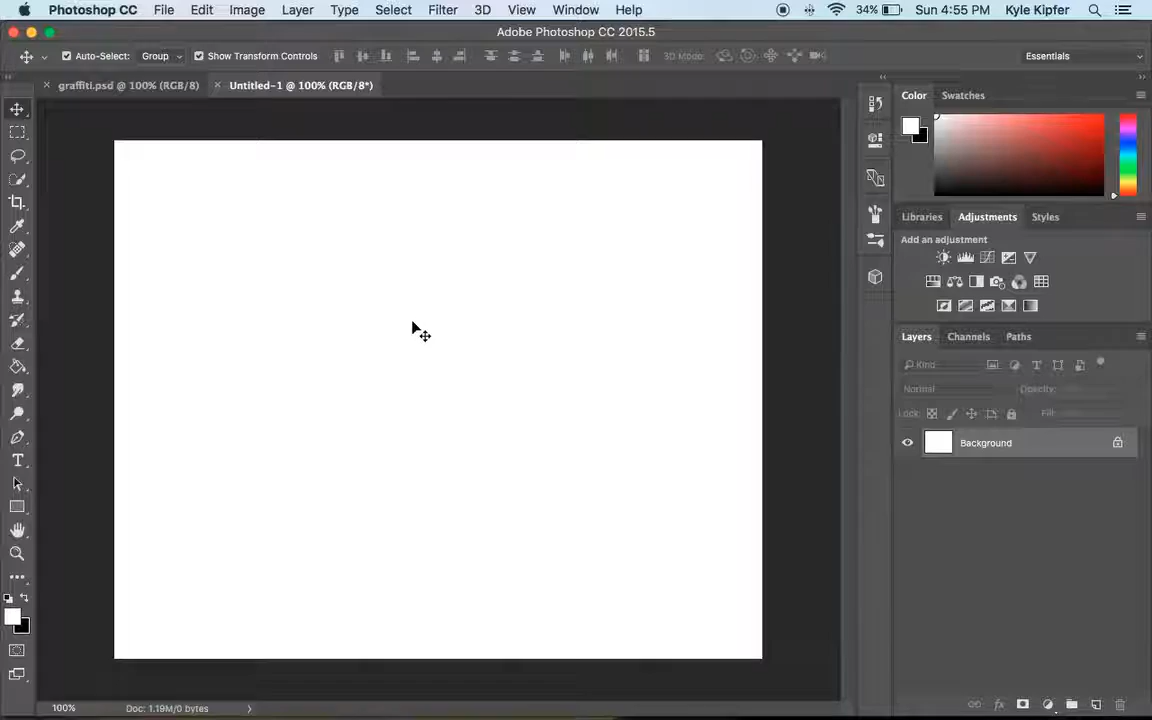 Photoshop CC File Edit Image Layer Type Select Filter 3D View Window Help 34% Sun 4:55 PM Kyle Kipfer
Adobe Photoshop CC 2015.5
Auto-Select: Group Show Transform Controls 3D Mode: Essentials
graffiti.psd @ 100% (RGB/8) Untitled-1 @ 100% (RGB/8*)
Color Swatches
Libraries Adjustments Styles
Add an adjustment
Layers Channels Paths
Kind
Normal Opacity:
Lock: Fill:
Background
100% Doc: 1.19M/0 bytes